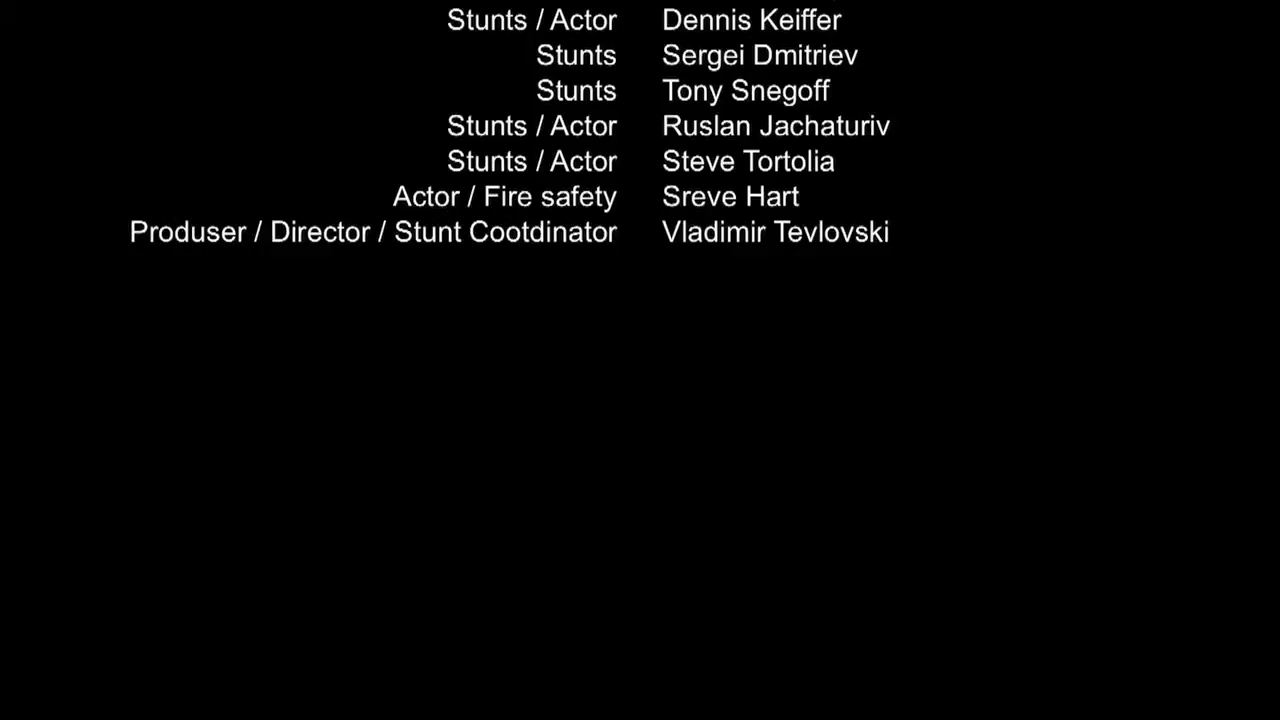 Stunts / Actor Dennis Keiffer
Stunts Sergei Dmitriev
Stunts Tony Snegoff
Stunts / Actor Ruslan Jachaturiv
Stunts / Actor Steve Tortolia
Actor / Fire safety Sreve Hart
Produser / Director / Stunt Cootdinator Vladimir Tevlovski